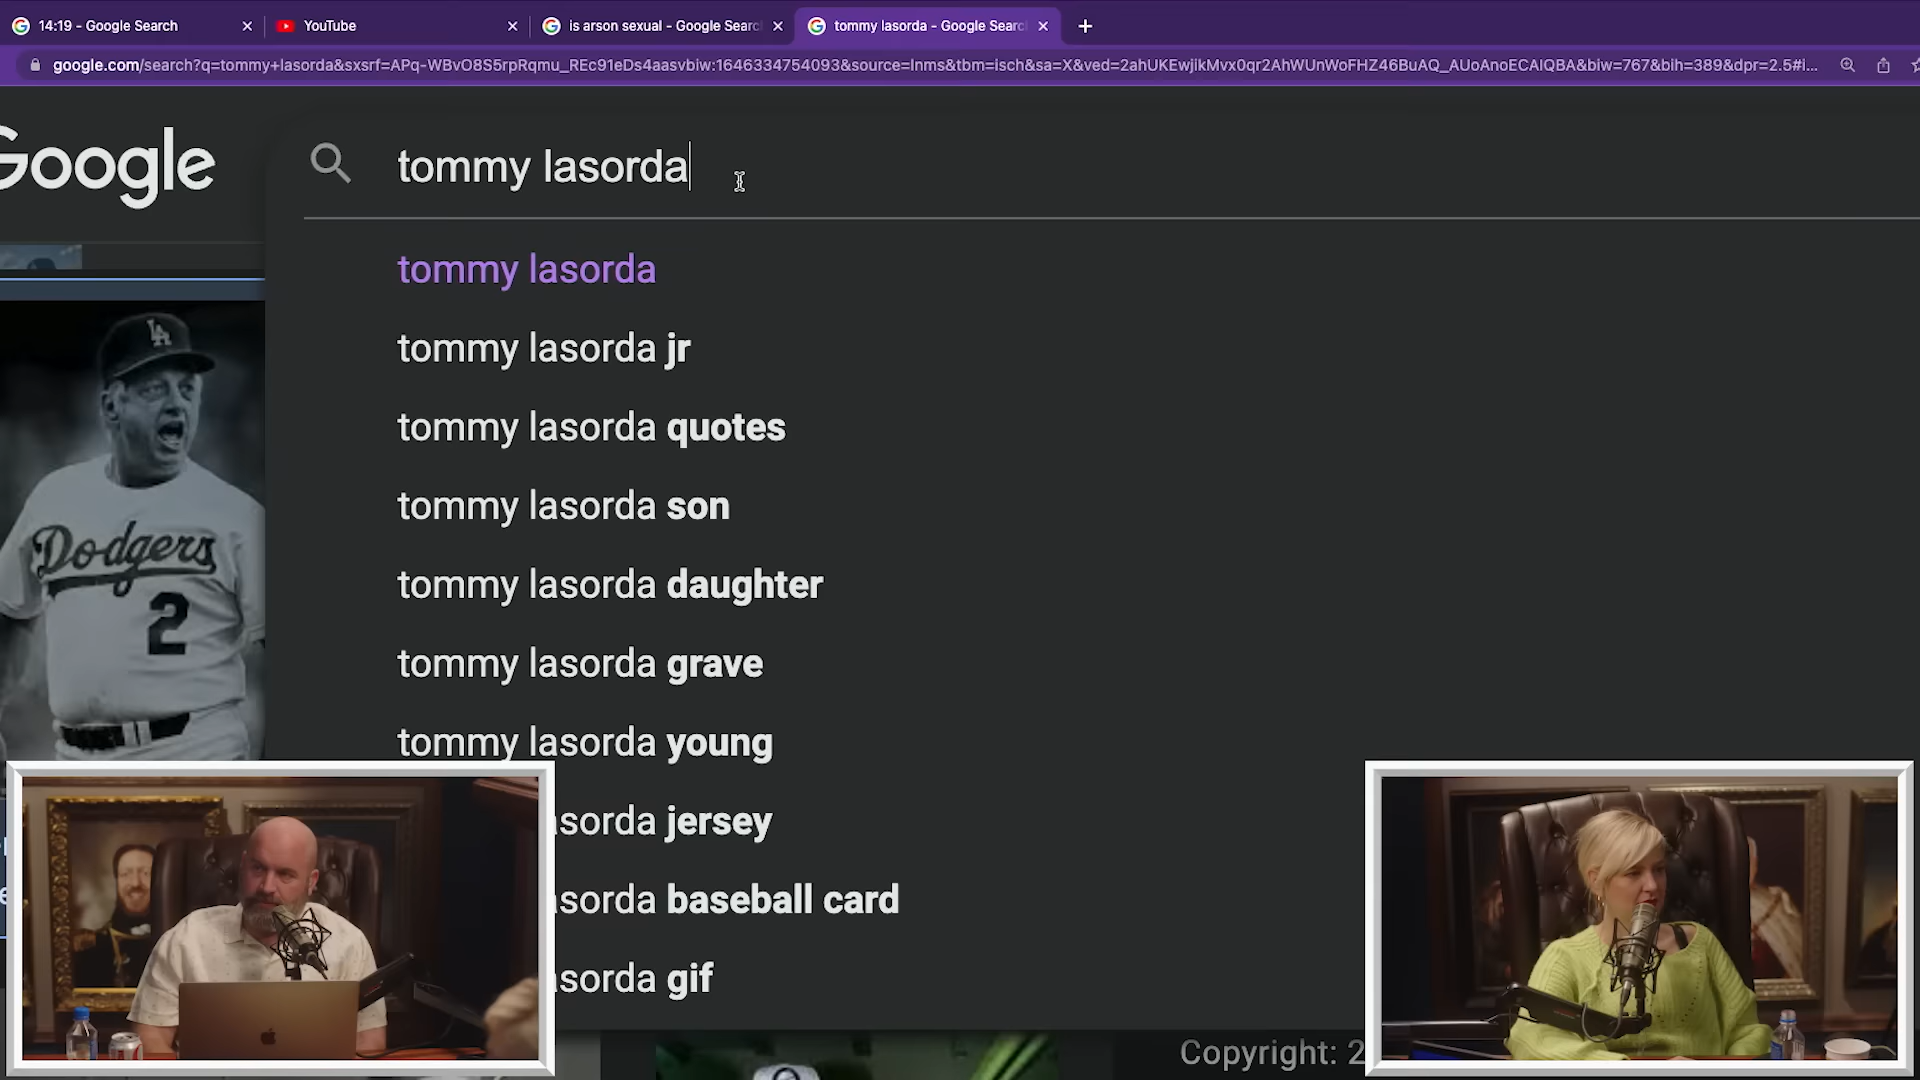 14:19 - Google Search
YouTube
is arson sexual - Google Searc
tommy lasorda - Google Searc
google.com/search?q=tommy+lasorda&sxsrf=APq-WBvO8S5rpRqmu_REc91eDs4aasvbiw:1646334754093&source=lnms&tbm=isch&sa=X&ved=2ahUKEwjikMvx0qr2AhWUnWoFHZ46BuAQ_AUoAnoECAIQBA&biw=767&bih=389&dpr=2.5#i...
Google
tommy lasorda
tommy lasorda
tommy lasorda jr
tommy lasorda quotes
tommy lasorda son
tommy lasorda daughter
tommy lasorda grave
tommy lasorda young
asorda jersey
asorda baseball card
asorda gif
LA
Dodgers
2
Copyright: 2